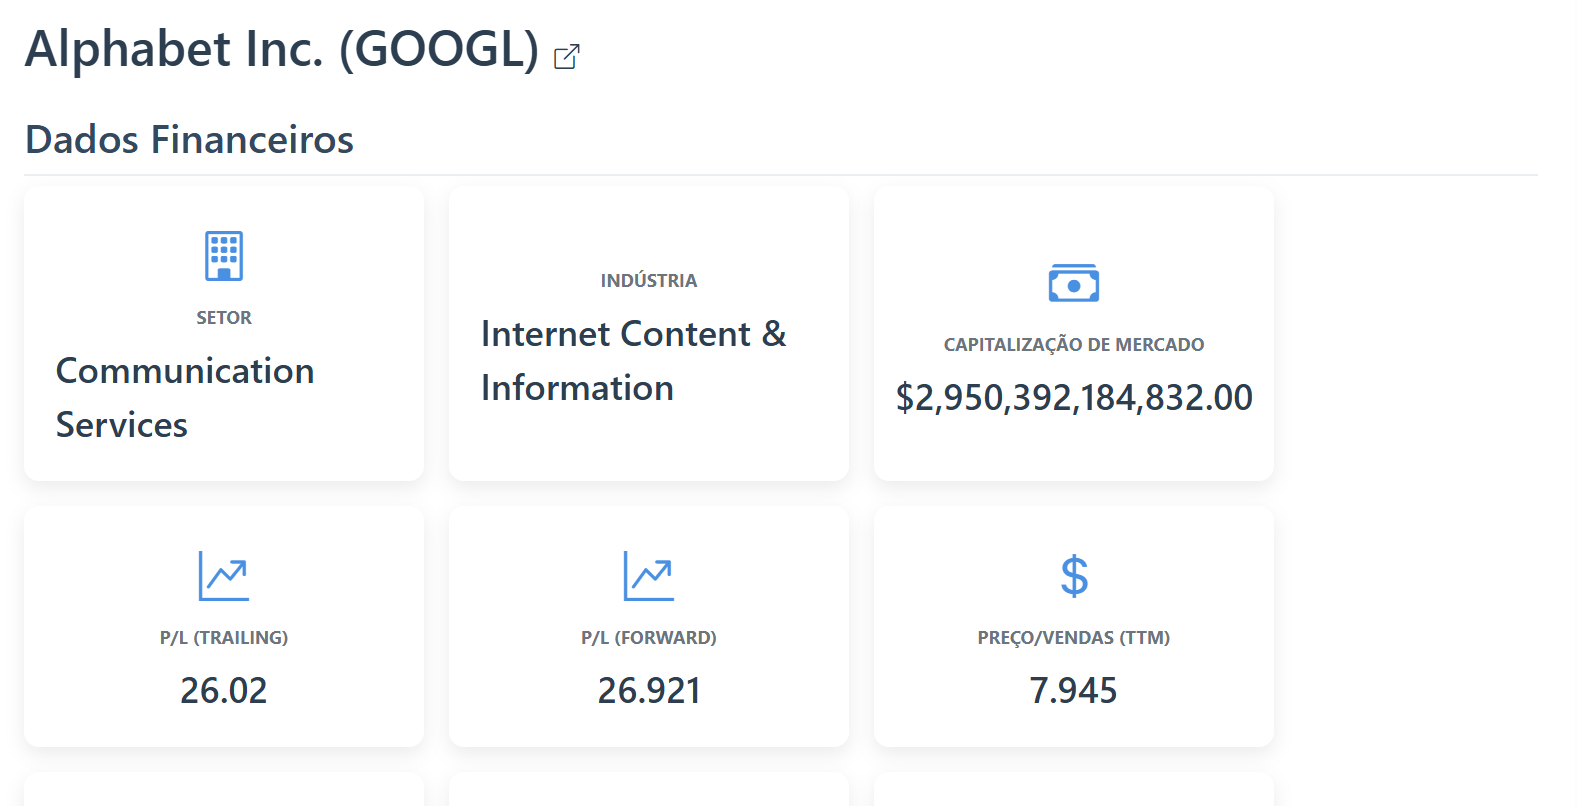 Alphabet Inc. (GOOGL)
Dados Financeiros
SETOR
Communication
Services
INDÚSTRIA
Internet Content &
Information
CAPITALIZAÇÃO DE MERCADO
$2,950,392,184,832.00
P/L (TRAILING)
26.02
P/L (FORWARD)
26.921
PREÇO/VENDAS (TTM)
7.945